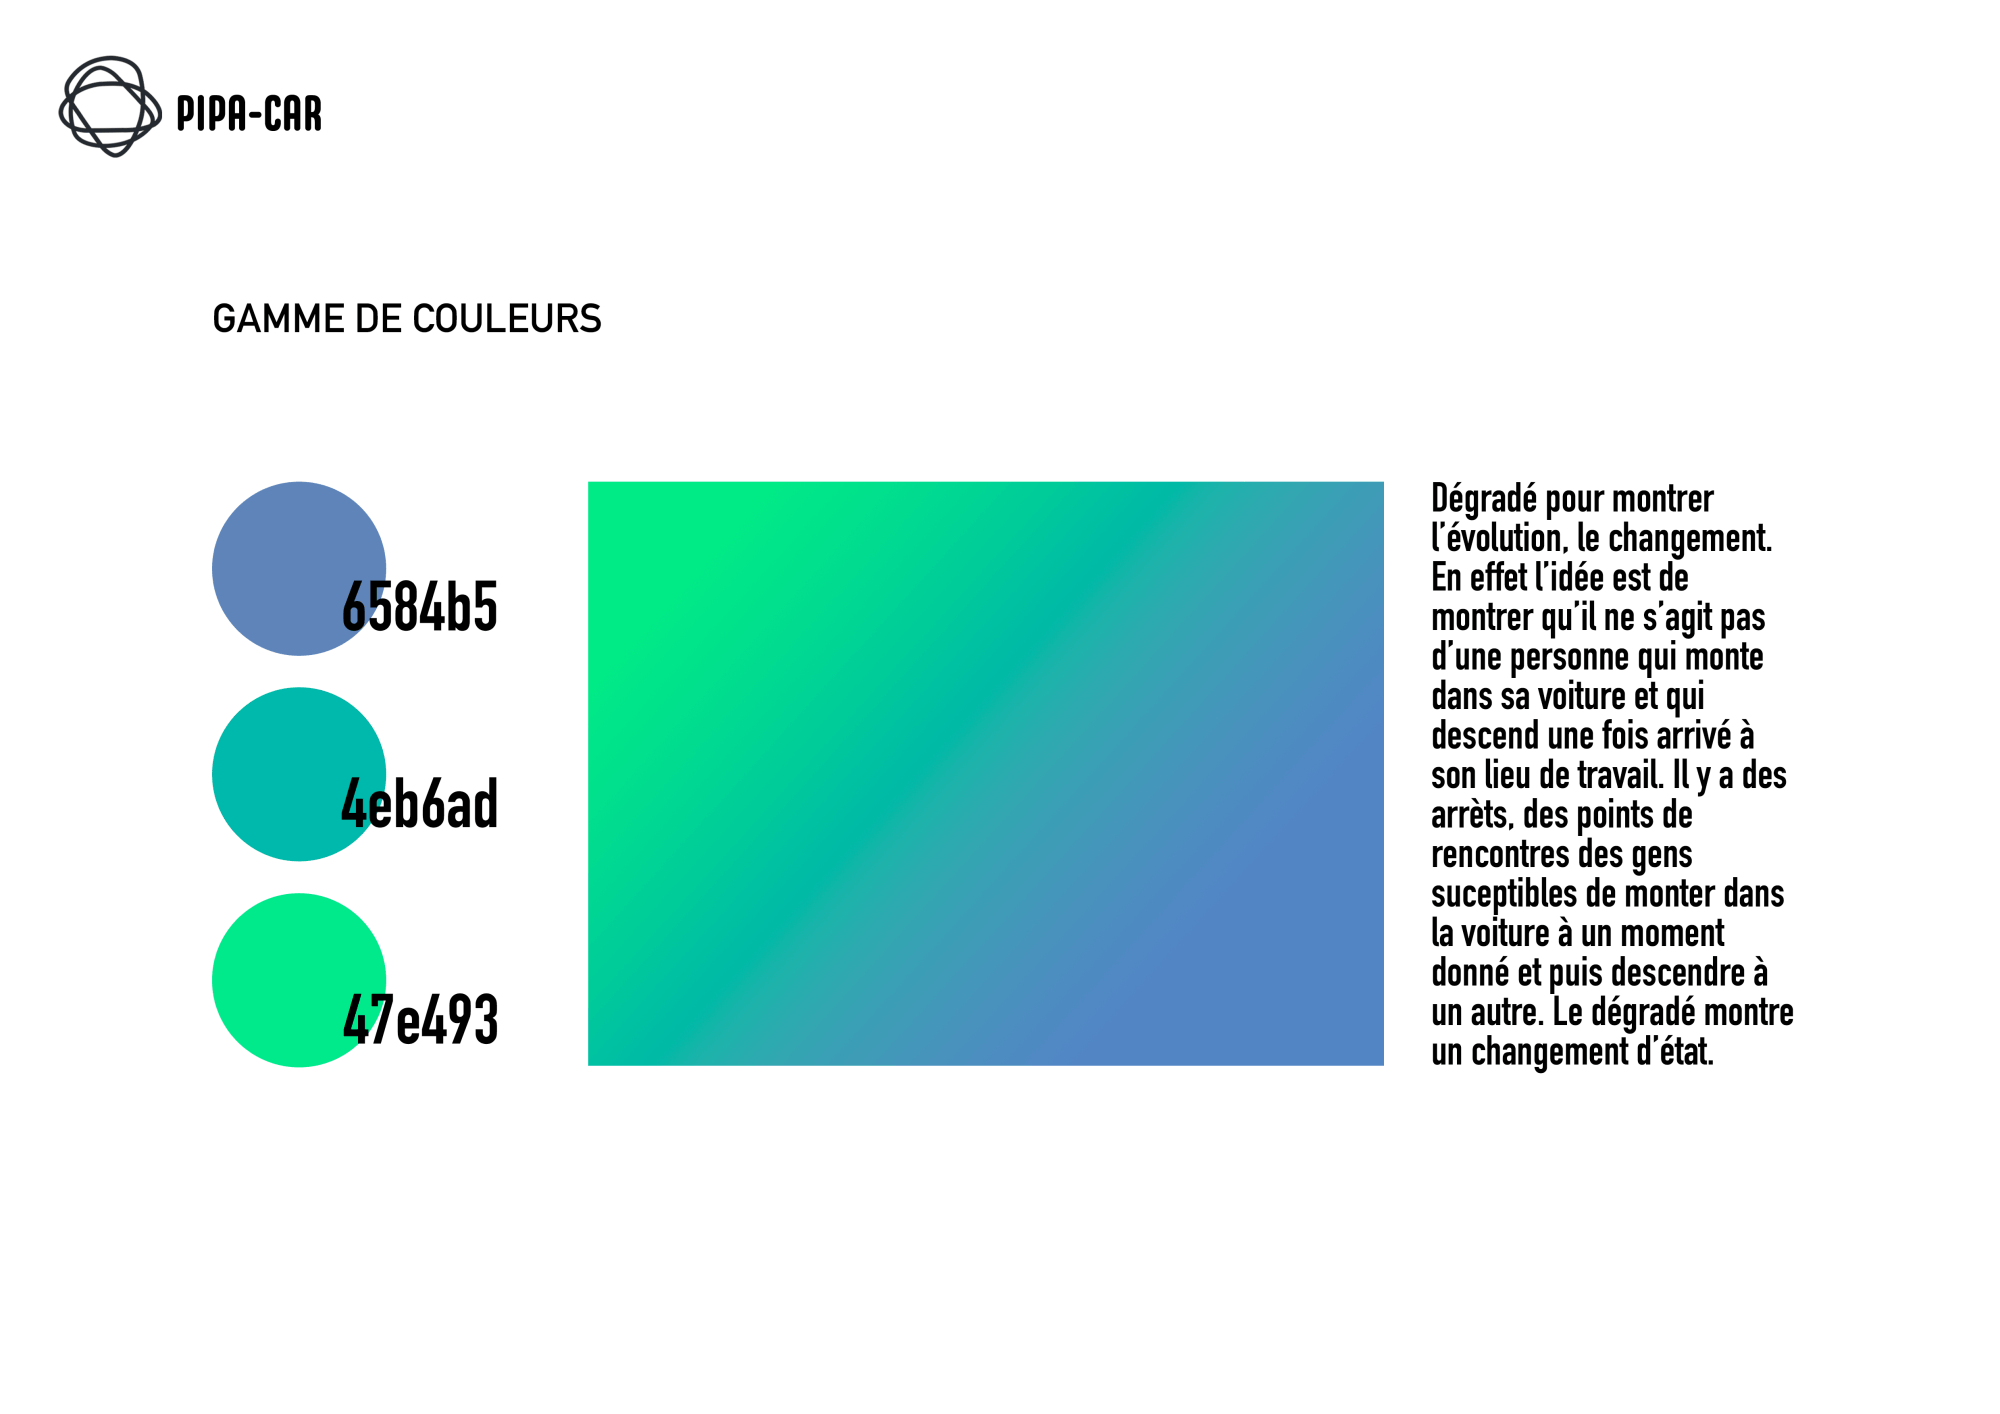 PIPA-CAR
GAMME DE COULEURS
6584b5
4eb6ad
47e493
Dégradé pour montrer
l’évolution, le changement.
En effet l’idée est de
montrer qu’il ne s’agit pas
d’une personne qui monte
dans sa voiture et qui
descend une fois arrivé à
son lieu de travail. Il y a des
arrèts, des points de
rencontres des gens
suceptibles de monter dans
la voiture à un moment
donné et puis descendre à
un autre. Le dégradé montre
un changement d’état.